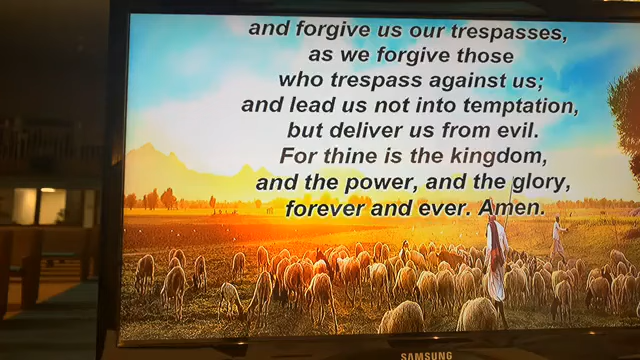 and forgive us our trespasses,
as we forgive those
who trespass against us;
and lead us not into temptation,
but deliver us from evil.
For thine is the kingdom,
and the power, and the glory,
forever and ever. Amen.
SAMSUNG